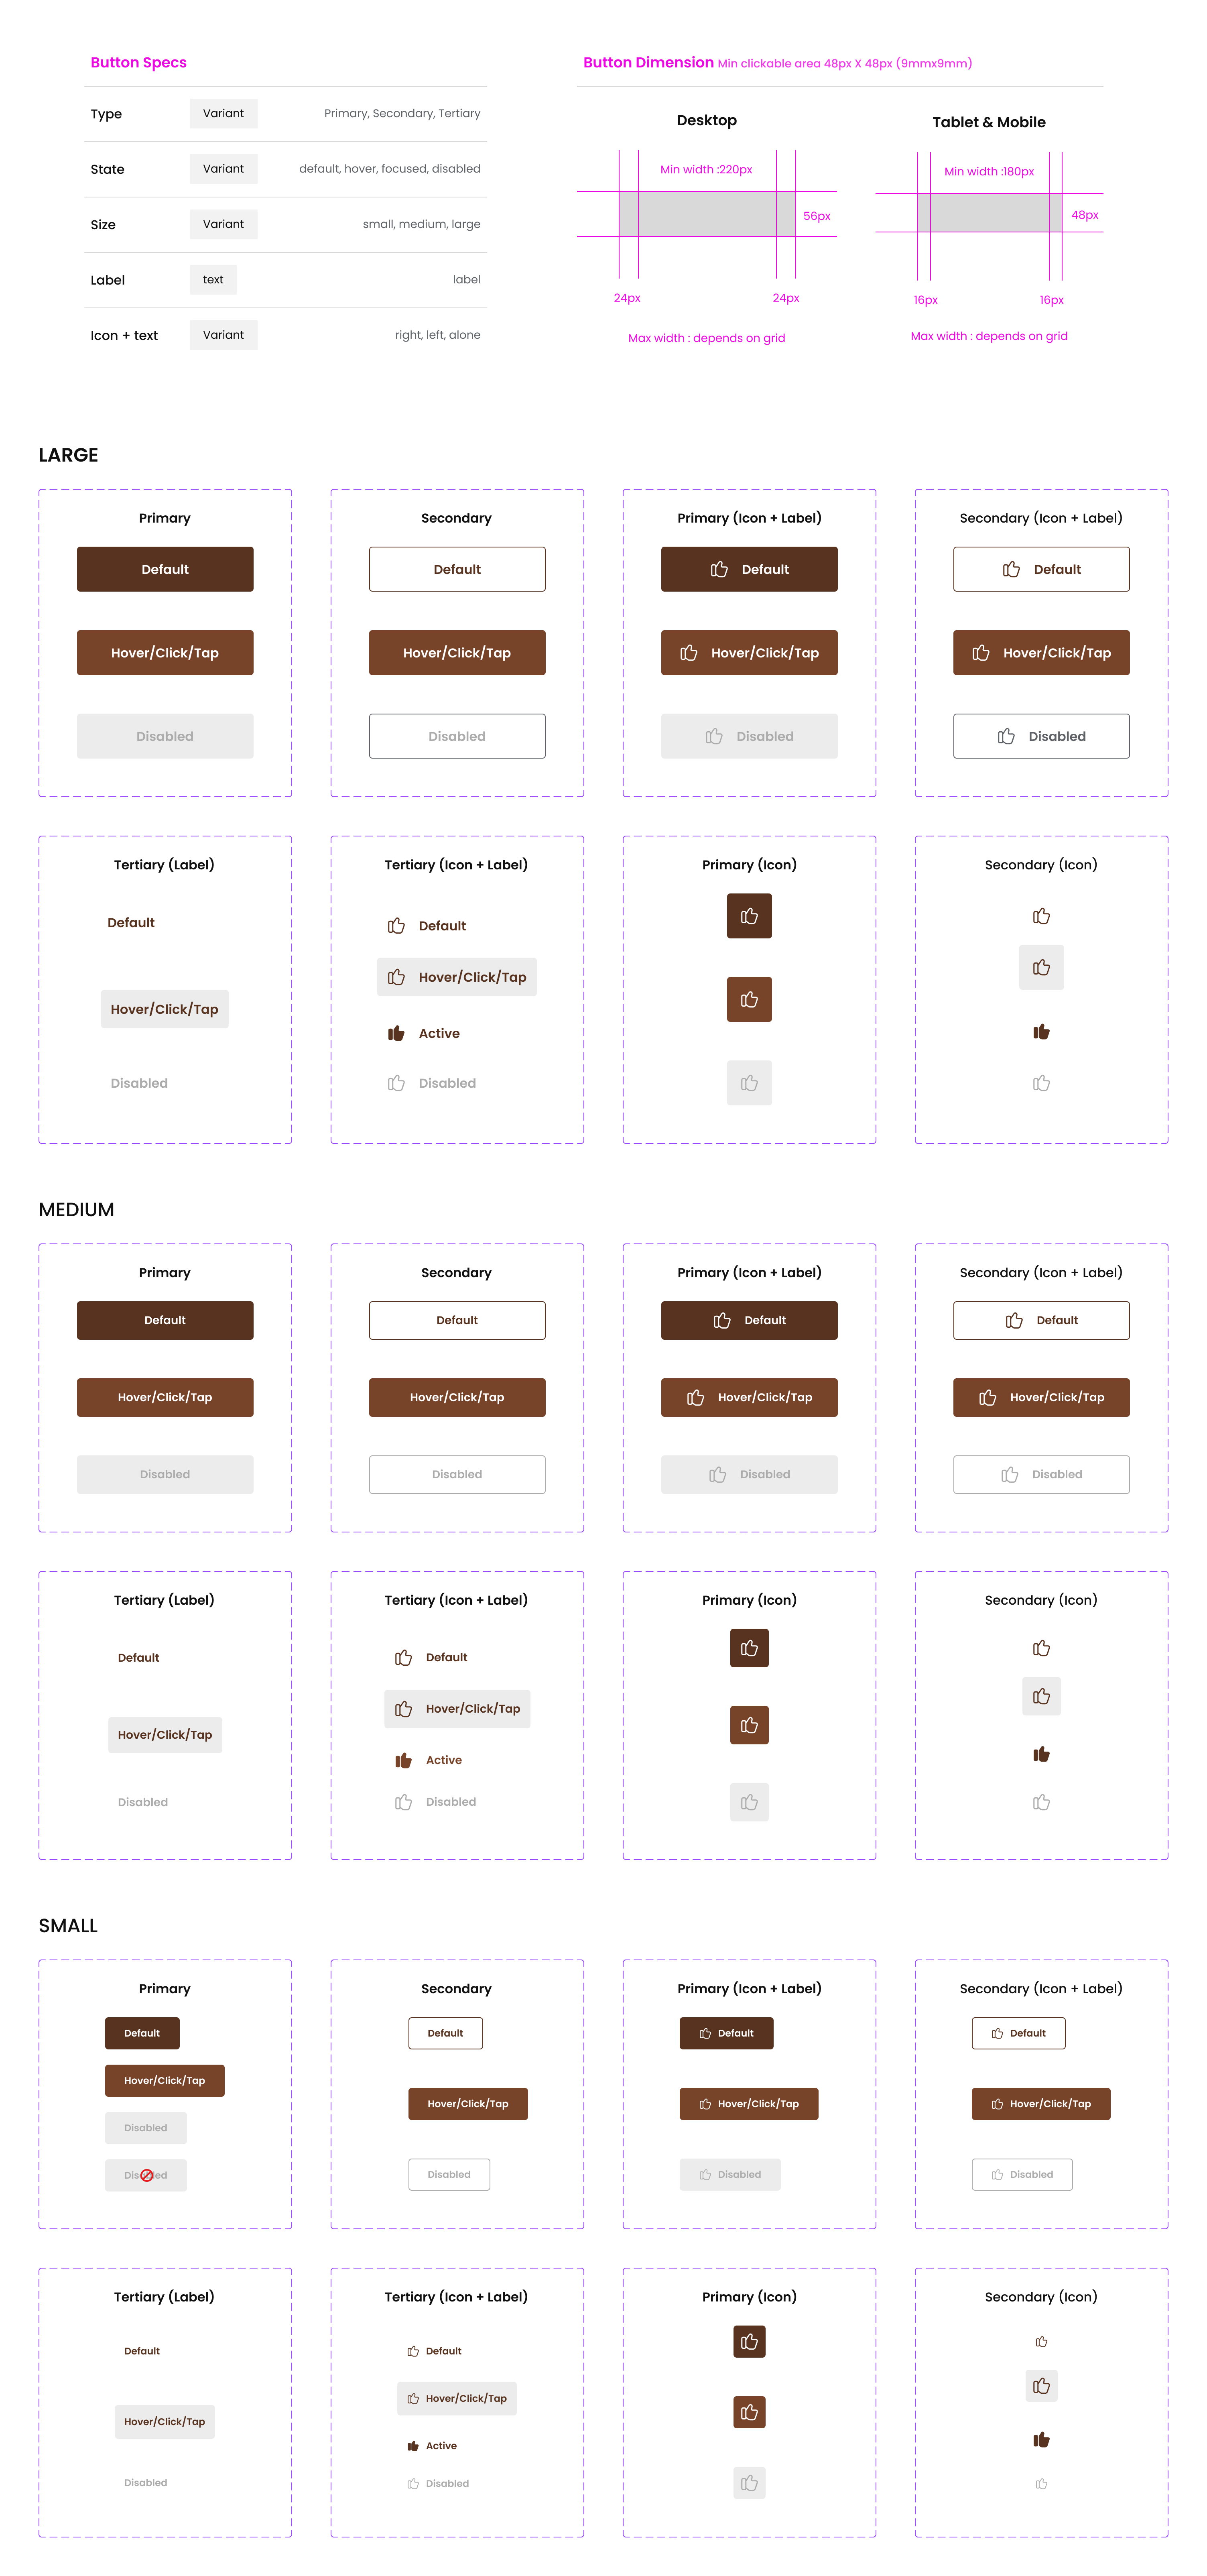 Button Specs
Type Variant Primary, Secondary, Tertiary
State Variant default, hover, focused, disabled
Size Variant small, medium, large
Label text label
Icon + text Variant right, left, alone
Button Dimension Min clickable area 48px X 48px (9mmx9mm)
Desktop
Min width :220px
56px
24px 24px
Max width : depends on grid
Tablet & Mobile
Min width :180px
48px
16px 16px
Max width : depends on grid
LARGE
Primary
Default
Hover/Click/Tap
Disabled
Secondary
Default
Hover/Click/Tap
Disabled
Primary (Icon + Label)
Default
Hover/Click/Tap
Disabled
Secondary (Icon + Label)
Default
Hover/Click/Tap
Disabled
Tertiary (Label)
Default
Hover/Click/Tap
Disabled
Tertiary (Icon + Label)
Default
Hover/Click/Tap
Active
Disabled
Primary (Icon)
Secondary (Icon)
MEDIUM
Primary
Default
Hover/Click/Tap
Disabled
Secondary
Default
Hover/Click/Tap
Disabled
Primary (Icon + Label)
Default
Hover/Click/Tap
Disabled
Secondary (Icon + Label)
Default
Hover/Click/Tap
Disabled
Tertiary (Label)
Default
Hover/Click/Tap
Disabled
Tertiary (Icon + Label)
Default
Hover/Click/Tap
Active
Disabled
Primary (Icon)
Secondary (Icon)
SMALL
Primary
Default
Hover/Click/Tap
Disabled
Disabled
Secondary
Default
Hover/Click/Tap
Disabled
Primary (Icon + Label)
Default
Hover/Click/Tap
Disabled
Secondary (Icon + Label)
Default
Hover/Click/Tap
Disabled
Tertiary (Label)
Default
Hover/Click/Tap
Disabled
Tertiary (Icon + Label)
Default
Hover/Click/Tap
Active
Disabled
Primary (Icon)
Secondary (Icon)